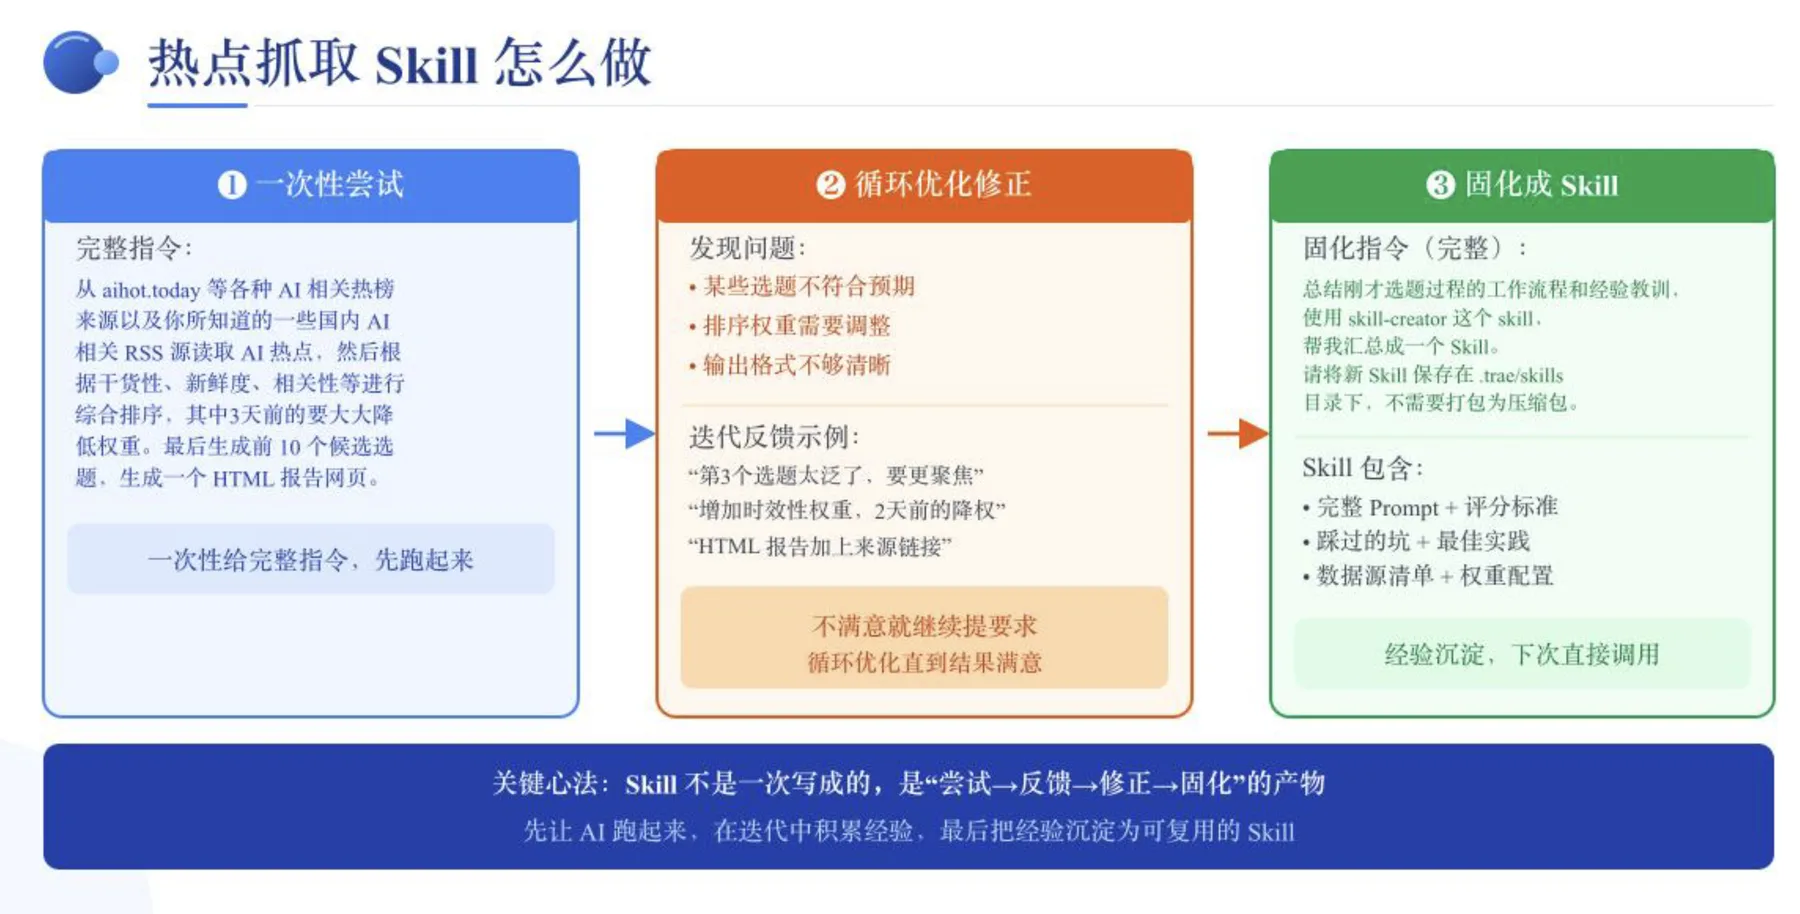 热点抓取 Skill 怎么做
❶ 一次性尝试
完整指令：
从 aihot.today 等各种 AI 相关热榜
来源以及你所知道的一些国内 AI
相关 RSS 源读取 AI 热点，然后根
据干货性、新鲜度、相关性等进行
综合排序，其中3天前的要大大降
低权重。最后生成前 10 个候选选
题，生成一个 HTML 报告网页。
一次性给完整指令，先跑起来
❷ 循环优化修正
发现问题：
• 某些选题不符合预期
• 排序权重需要调整
• 输出格式不够清晰
迭代反馈示例：
“第3个选题太泛了，要更聚焦”
“增加时效性权重，2天前的降权”
“HTML 报告加上来源链接”
不满意就继续提要求
循环优化直到结果满意
❸ 固化成 Skill
固化指令（完整）：
总结刚才选题过程的工作流程和经验教训，
使用 skill-creator 这个 skill，
帮我汇总成一个 Skill。
请将新 Skill 保存在 .trae/skills
目录下，不需要打包为压缩包。
Skill 包含：
• 完整 Prompt + 评分标准
• 踩过的坑 + 最佳实践
• 数据源清单 + 权重配置
经验沉淀，下次直接调用
关键心法：Skill 不是一次写成的，是“尝试→反馈→修正→固化”的产物
先让 AI 跑起来，在迭代中积累经验，最后把经验沉淀为可复用的 Skill